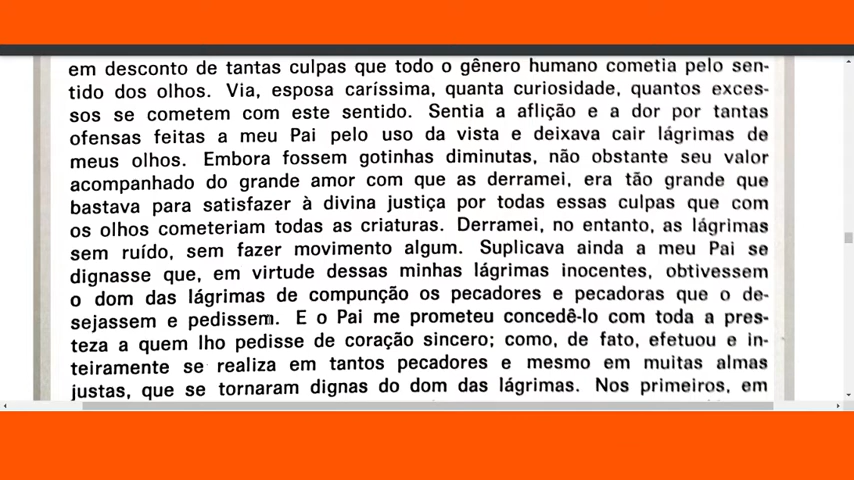 em desconto de tantas culpas que todo o gênero humano cometia pelo sen-
tido dos olhos. Via, esposa caríssima, quanta curiosidade, quantos exces-
sos se cometem com este sentido. Sentia a aflição e a dor por tantas
ofensas feitas a meu Pai pelo uso da vista e deixava cair lágrimas de
meus olhos. Embora fossem gotinhas diminutas, não obstante seu valor
acompanhado do grande amor com que as derramei, era tão grande que
bastava para satisfazer à divina justiça por todas essas culpas que com
os olhos cometeriam todas as criaturas. Derramei, no entanto, as lágrimas
sem ruído, sem fazer movimento algum. Suplicava ainda a meu Pai se
dignasse que, em virtude dessas minhas lágrimas inocentes, obtivessem
o dom das lágrimas de compunção os pecadores e pecadoras que o de-
sejassem e pedissem. E o Pai me prometeu concedê-lo com toda a pres-
teza a quem lho pedisse de coração sincero; como, de fato, efetuou e in-
teiramente se realiza em tantos pecadores e mesmo em muitas almas
justas, que se tornaram dignas do dom das lágrimas. Nos primeiros, em